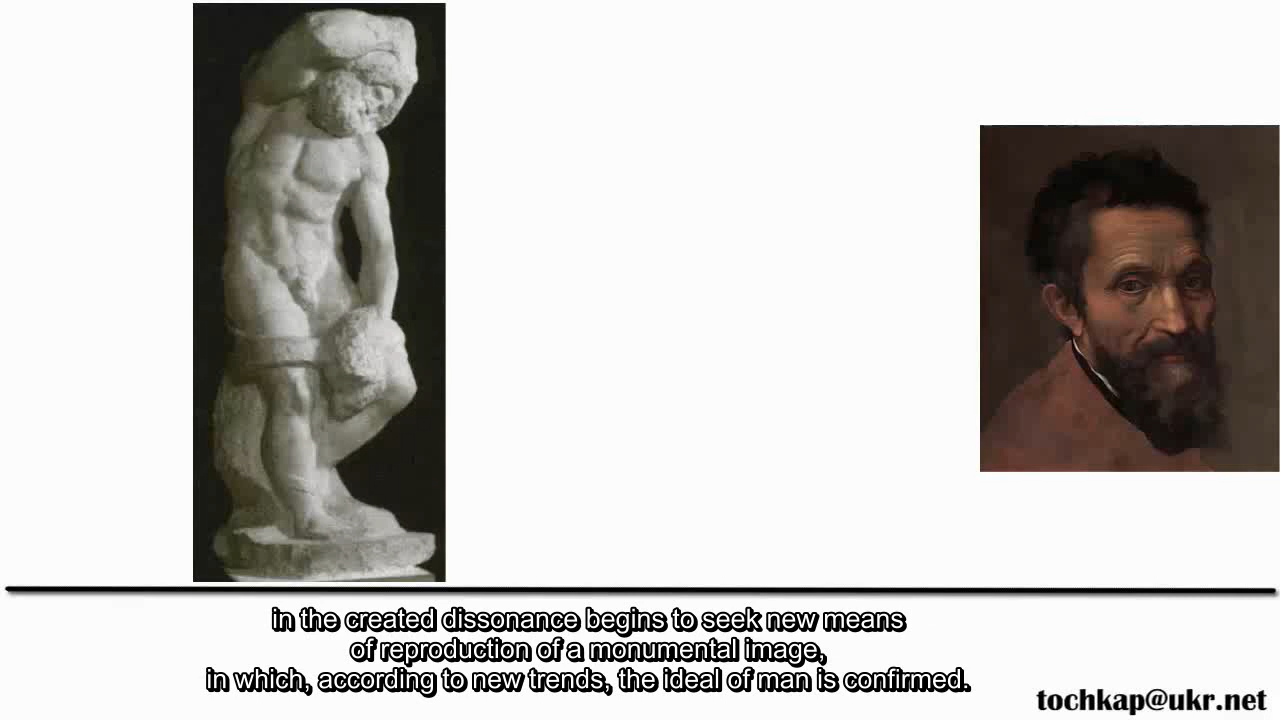 in the created dissonance begins to seek new means
of reproduction of a monumental image,
in which, according to new trends, the ideal of man is confirmed.
tochkap@ukr.net